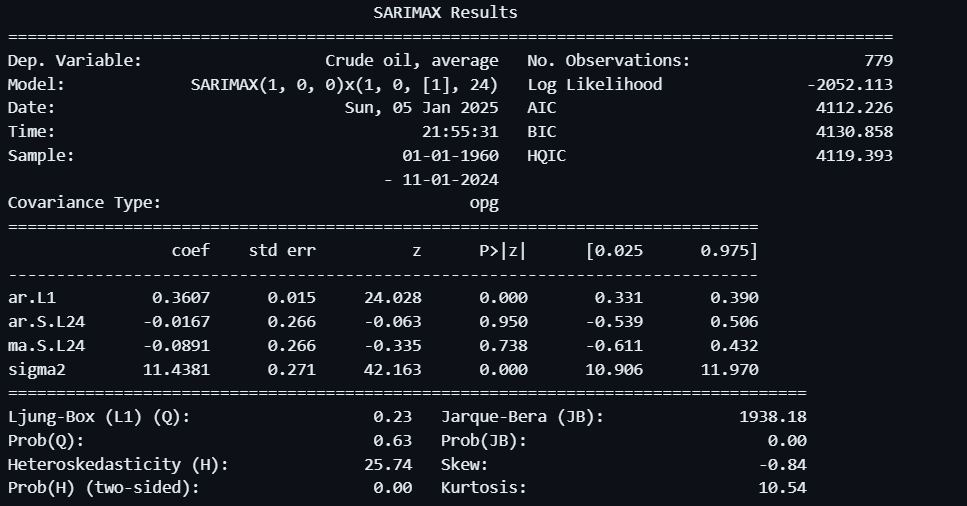 SARIMAX Results
==============================================================================================
Dep. Variable: Crude oil, average No. Observations: 779
Model: SARIMAX(1, 0, 0)x(1, 0, [1], 24) Log Likelihood -2052.113
Date: Sun, 05 Jan 2025 AIC 4112.226
Time: 21:55:31 BIC 4130.858
Sample: 01-01-1960 HQIC 4119.393
- 11-01-2024
Covariance Type: opg
==============================================================================
coef std err z P>|z| [0.025 0.975]
------------------------------------------------------------------------------
ar.L1 0.3607 0.015 24.028 0.000 0.331 0.390
ar.S.L24 -0.0167 0.266 -0.063 0.950 -0.539 0.506
ma.S.L24 -0.0891 0.266 -0.335 0.738 -0.611 0.432
sigma2 11.4381 0.271 42.163 0.000 10.906 11.970
===================================================================================
Ljung-Box (L1) (Q): 0.23 Jarque-Bera (JB): 1938.18
Prob(Q): 0.63 Prob(JB): 0.00
Heteroskedasticity (H): 25.74 Skew: -0.84
Prob(H) (two-sided): 0.00 Kurtosis: 10.54